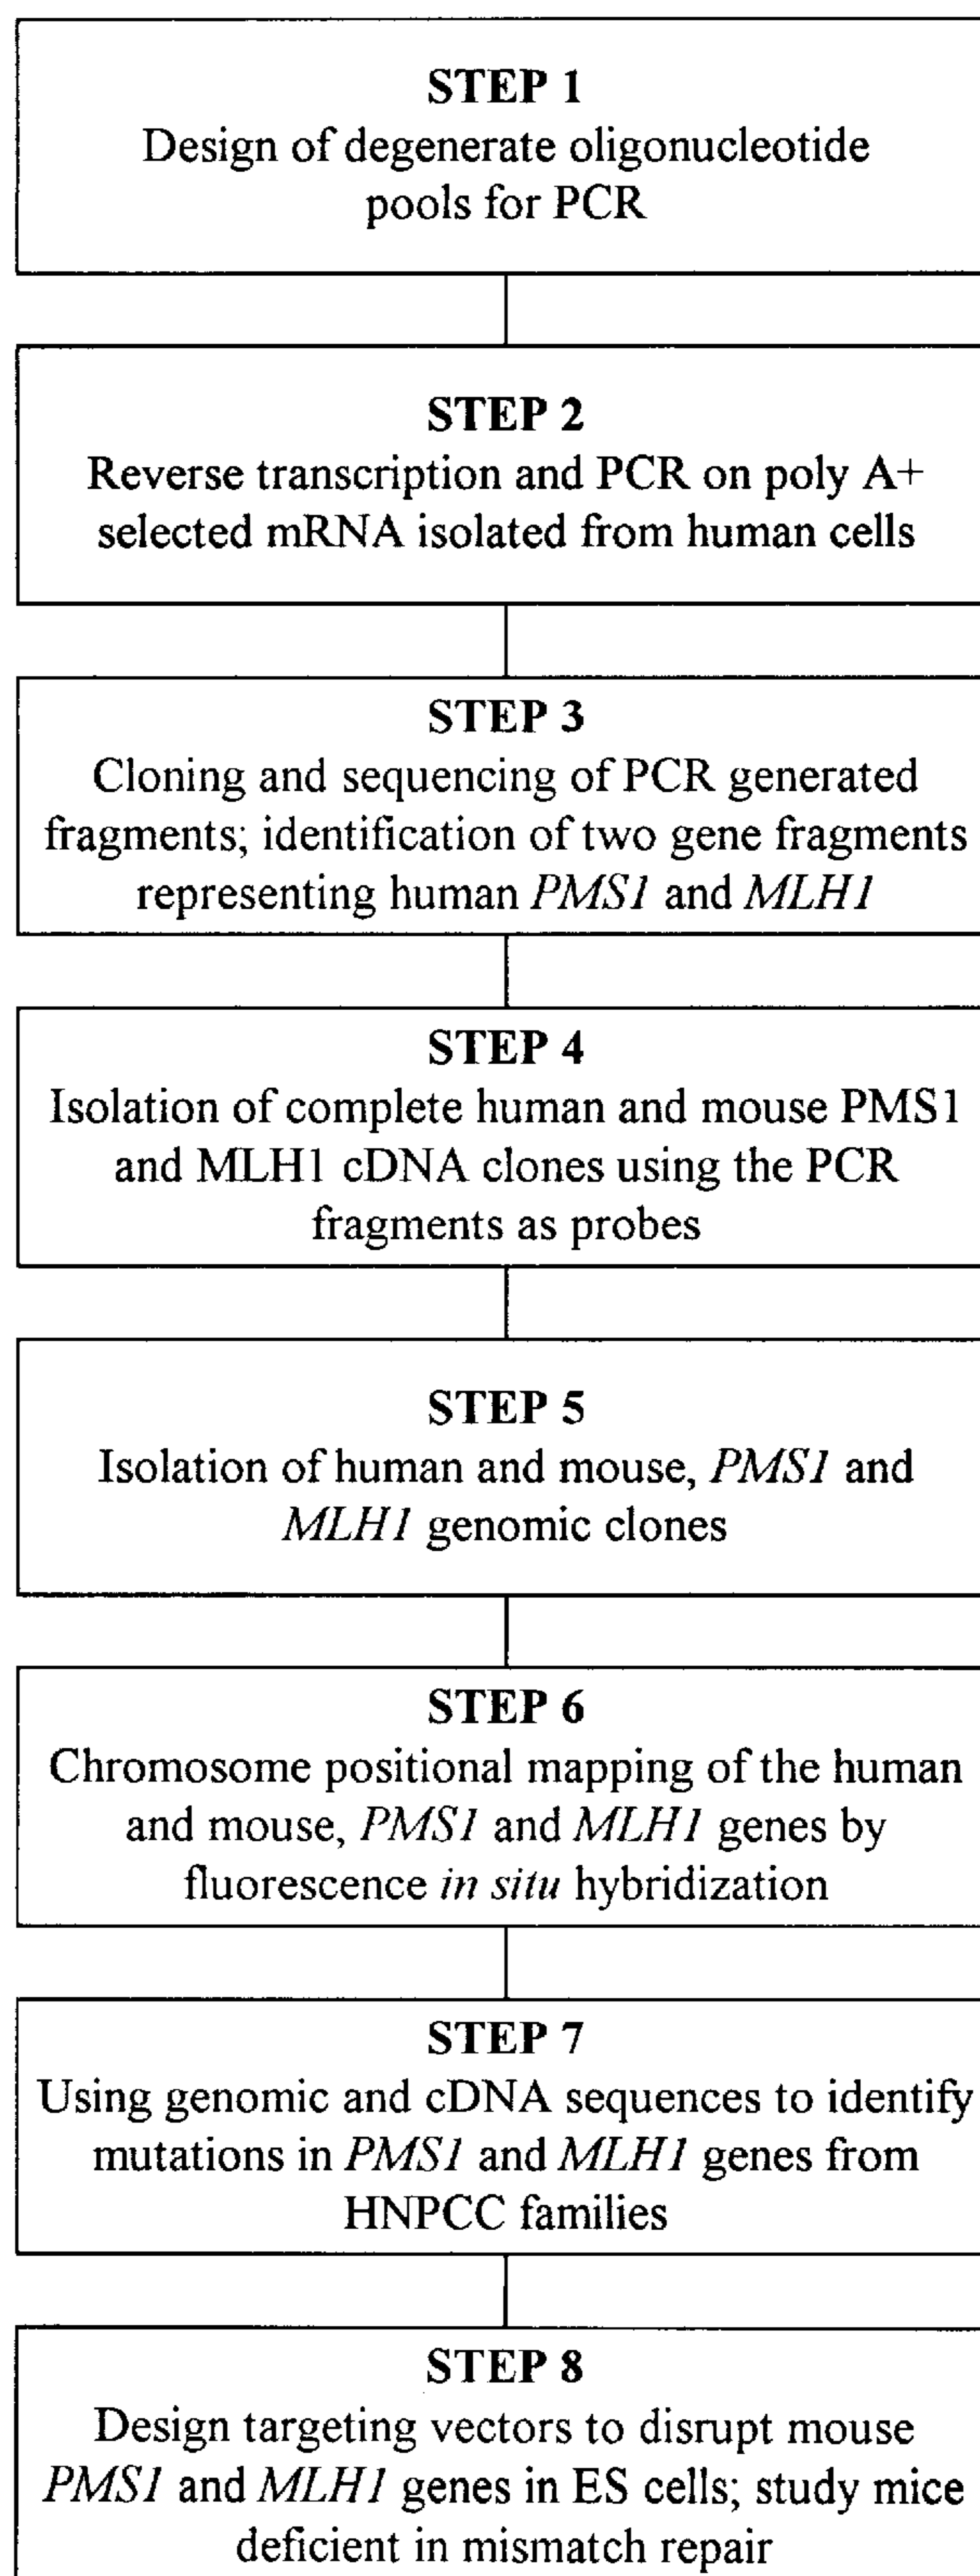 STEP 1
Design of degenerate oligonucleotide
pools for PCR
STEP 2
Reverse transcription and PCR on poly A+
selected mRNA isolated from human cells
STEP 3
Cloning and sequencing of PCR generated
fragments; identification of two gene fragments
representing human PMS1 and MLH1
STEP 4
Isolation of complete human and mouse PMS1
and MLH1 cDNA clones using the PCR
fragments as probes
STEP 5
Isolation of human and mouse, PMS1 and
MLH1 genomic clones
STEP 6
Chromosome positional mapping of the human
and mouse, PMS1 and MLH1 genes by
fluorescence in situ hybridization
STEP 7
Using genomic and cDNA sequences to identify
mutations in PMS1 and MLH1 genes from
HNPCC families
STEP 8
Design targeting vectors to disrupt mouse
PMS1 and MLH1 genes in ES cells; study mice
deficient in mismatch repair